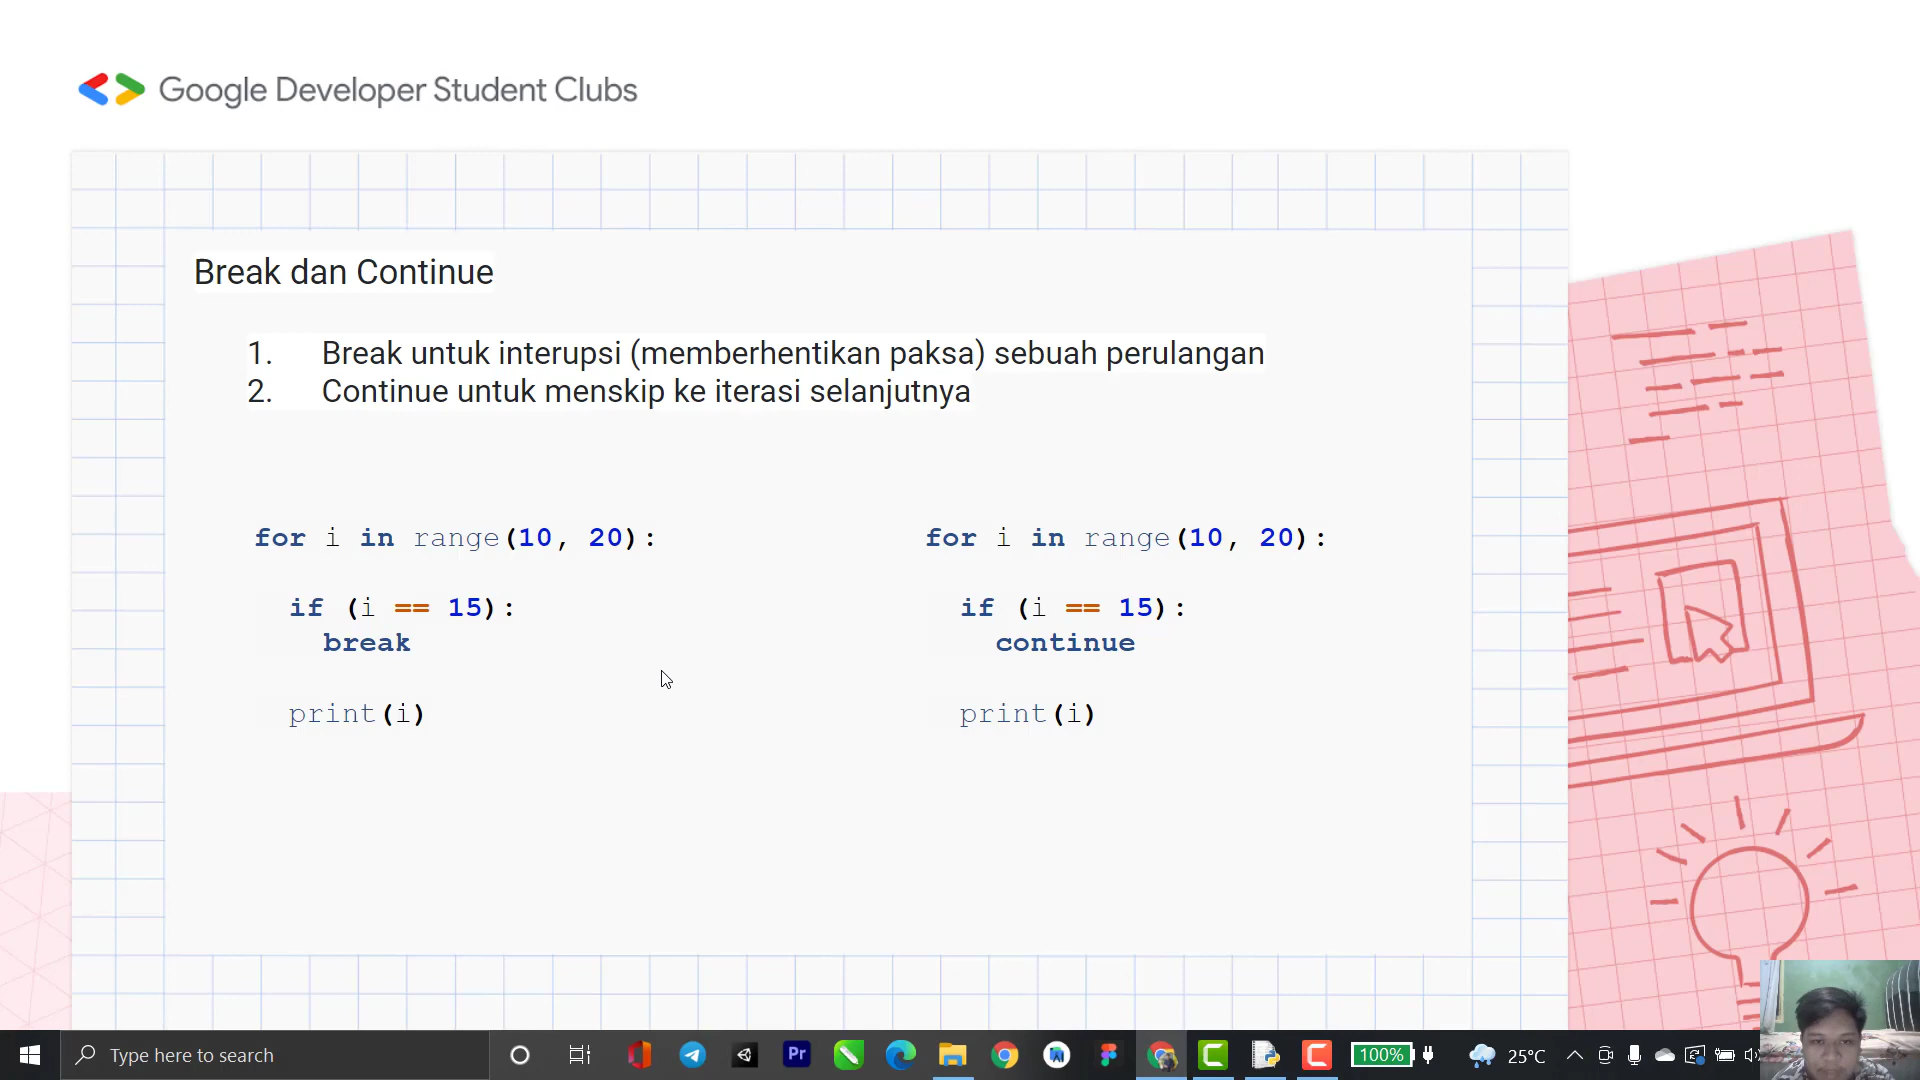 Google Developer Student Clubs
Break dan Continue
1. Break untuk interupsi (memberhentikan paksa) sebuah perulangan
2. Continue untuk menskip ke iterasi selanjutnya
for i in range(10, 20):
if (i == 15):
break
print(i)
for i in range(10, 20):
if (i == 15):
continue
print(i)
Type here to search
Pr
100%
25°C